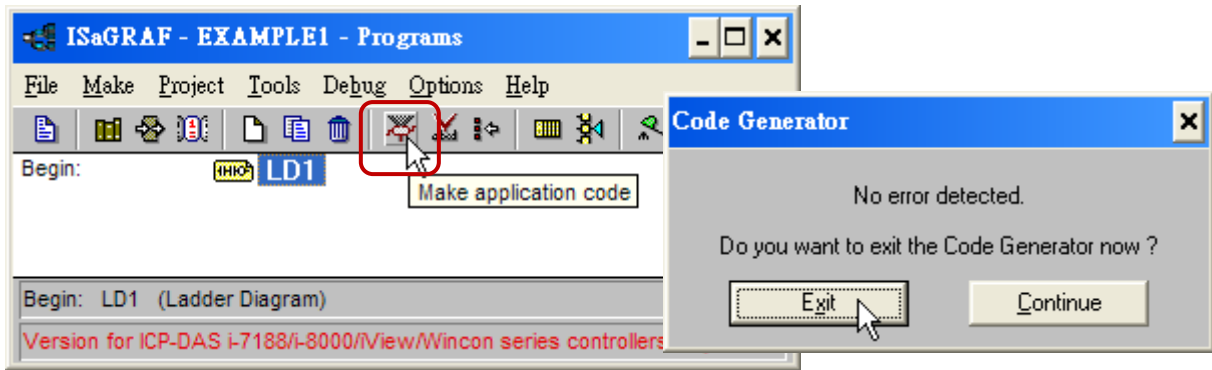 ISaGRAF - EXAMPLE1 - Programs
File Make Project Tools Debug Options Help
Begin: LD1
Make application code
Begin: LD1 (Ladder Diagram)
Version for ICP-DAS i-7188/i-8000/iView/Wincon series controllers
Code Generator
No error detected.
Do you want to exit the Code Generator now ?
Exit Continue